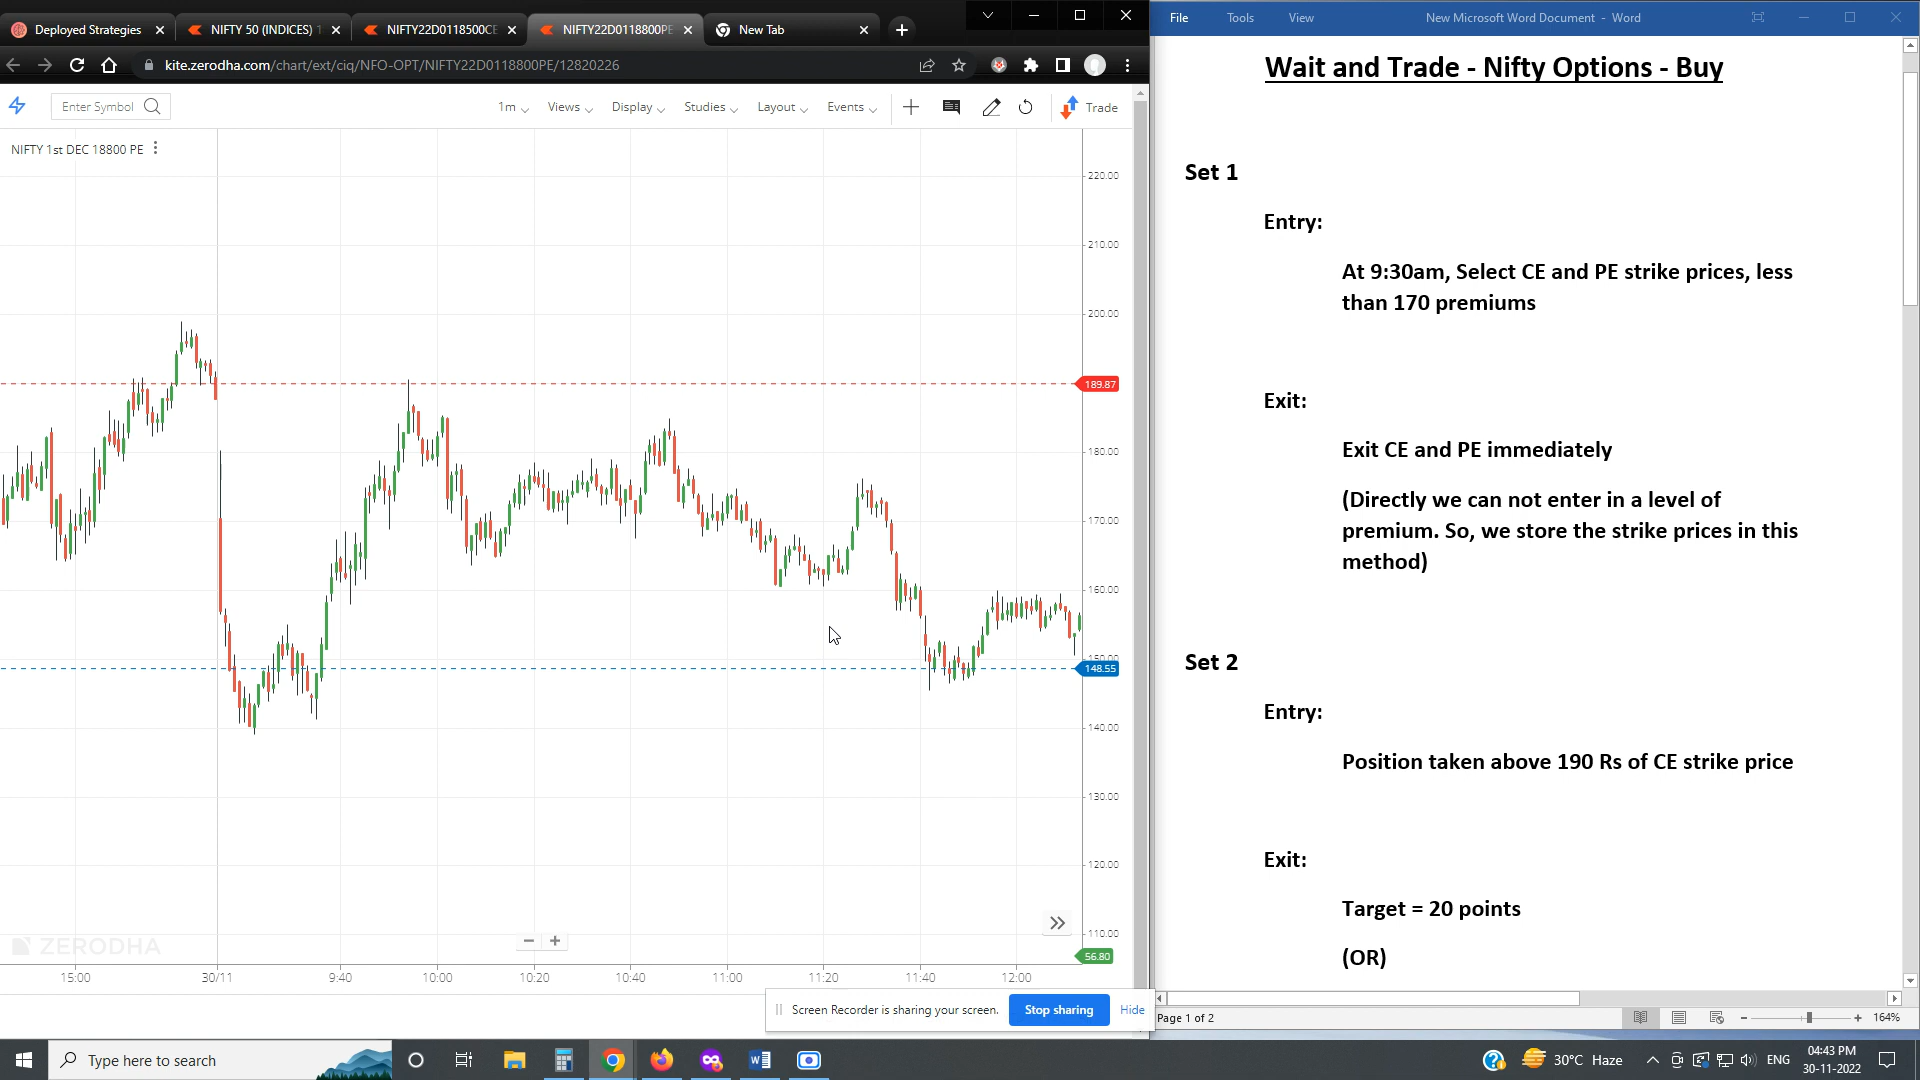 Deployed Strategies
NIFTY 50 (INDICES) 1
NIFTY22D0118500CE
NIFTY22D0118800PE
New Tab
kite.zerodha.com/chart/ext/ciq/NFO-OPT/NIFTY22D0118800PE/12820226
Enter Symbol
1m
Views
Display
Studies
Layout
Events
Trade
NIFTY 1st DEC 18800 PE
220.00
210.00
200.00
189.87
180.00
170.00
160.00
150.00
148.55
140.00
130.00
120.00
110.00
56.80
ZERODHA
15:00
30/11
9:40
10:00
10:20
10:40
11:00
11:20
11:40
12:00
Screen Recorder is sharing your screen.
Stop sharing
Hide
File
Tools
View
New Microsoft Word Document - Word
Wait and Trade - Nifty Options - Buy
Set 1
Entry:
At 9:30am, Select CE and PE strike prices, less
than 170 premiums
Exit:
Exit CE and PE immediately
(Directly we can not enter in a level of
premium. So, we store the strike prices in this
method)
Set 2
Entry:
Position taken above 190 Rs of CE strike price
Exit:
Target = 20 points
(OR)
Page 1 of 2
164%
Type here to search
30°C Haze
ENG
04:43 PM
30-11-2022